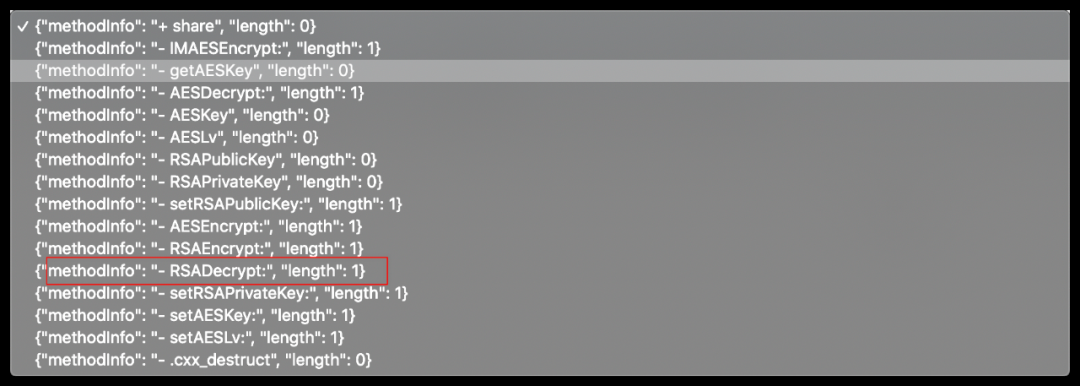 ✓ {"methodInfo": "+ share", "length": 0}
{"methodInfo": "- IMAESEncrypt:", "length": 1}
{"methodInfo": "- getAESKey", "length": 0}
{"methodInfo": "- AESDecrypt:", "length": 1}
{"methodInfo": "- AESKey", "length": 0}
{"methodInfo": "- AESLv", "length": 0}
{"methodInfo": "- RSAPublicKey", "length": 0}
{"methodInfo": "- RSAPrivateKey", "length": 0}
{"methodInfo": "- setRSAPublicKey:", "length": 1}
{"methodInfo": "- AESEncrypt:", "length": 1}
{"methodInfo": "- RSAEncrypt:", "length": 1}
{"methodInfo": "- RSADecrypt:", "length": 1}
{"methodInfo": "- setRSAPrivateKey:", "length": 1}
{"methodInfo": "- setAESKey:", "length": 1}
{"methodInfo": "- setAESLv:", "length": 1}
{"methodInfo": "- .cxx_destruct", "length": 0}